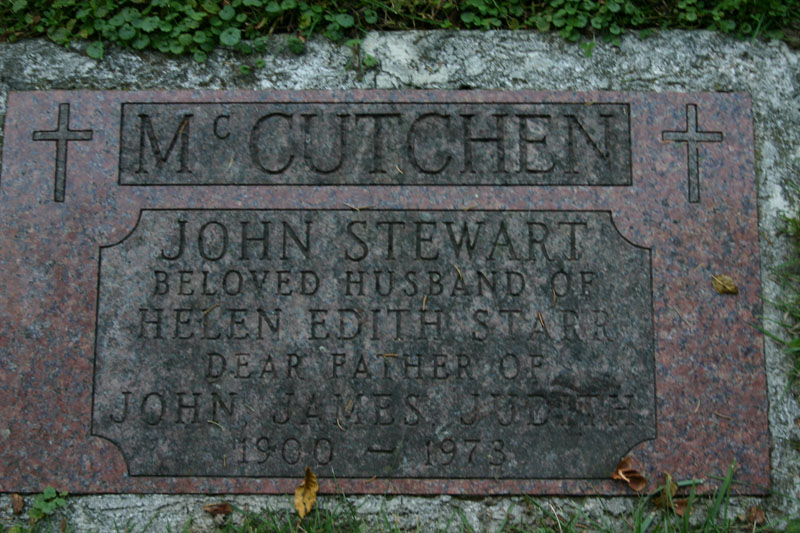 McCUTCHEN
JOHN STEWART
BELOVED HUSBAND OF
HELEN EDITH STARR
DEAR FATHER OF
JOHN, JAMES, JUDITH
1900 – 1973